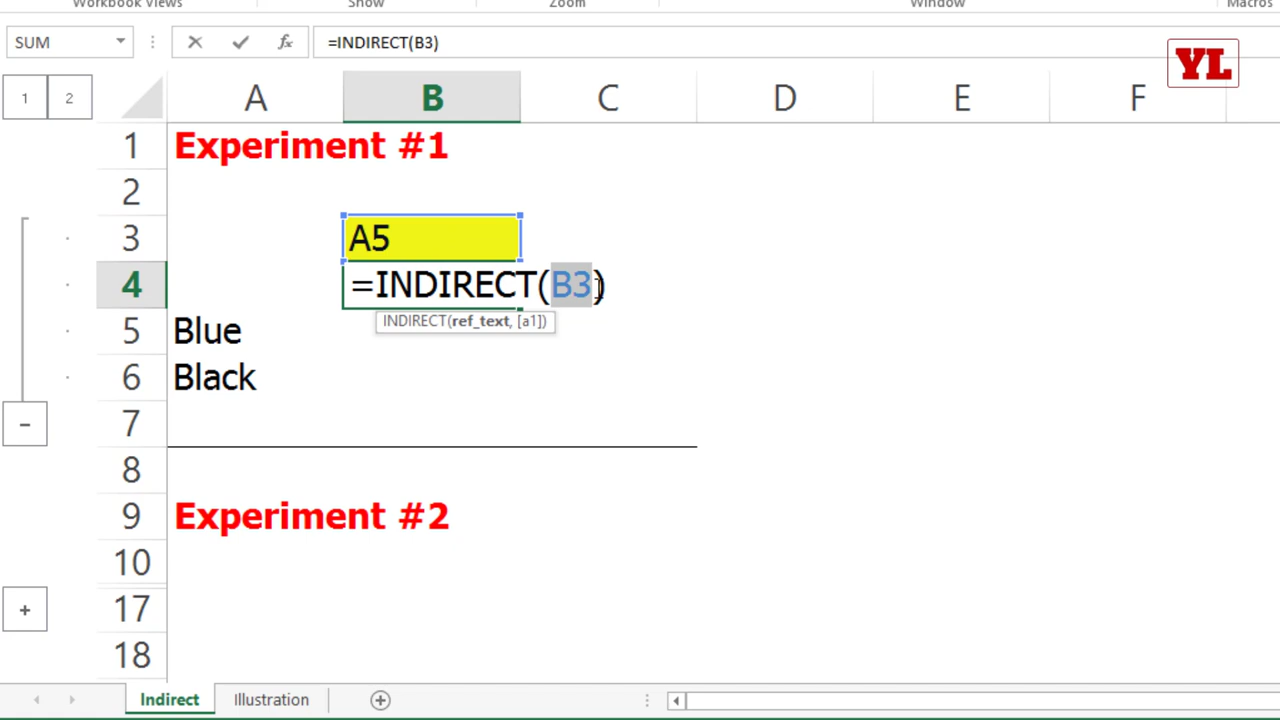 Workbook Views Show Zoom Window Macros
SUM fx =INDIRECT(B3)
YL
1 2 A B C D E F
1 Experiment #1
2
3 A5
4 =INDIRECT(B3)
INDIRECT(ref_text, [a1])
5 Blue
6 Black
7
8
9 Experiment #2
10
17
18
Indirect Illustration